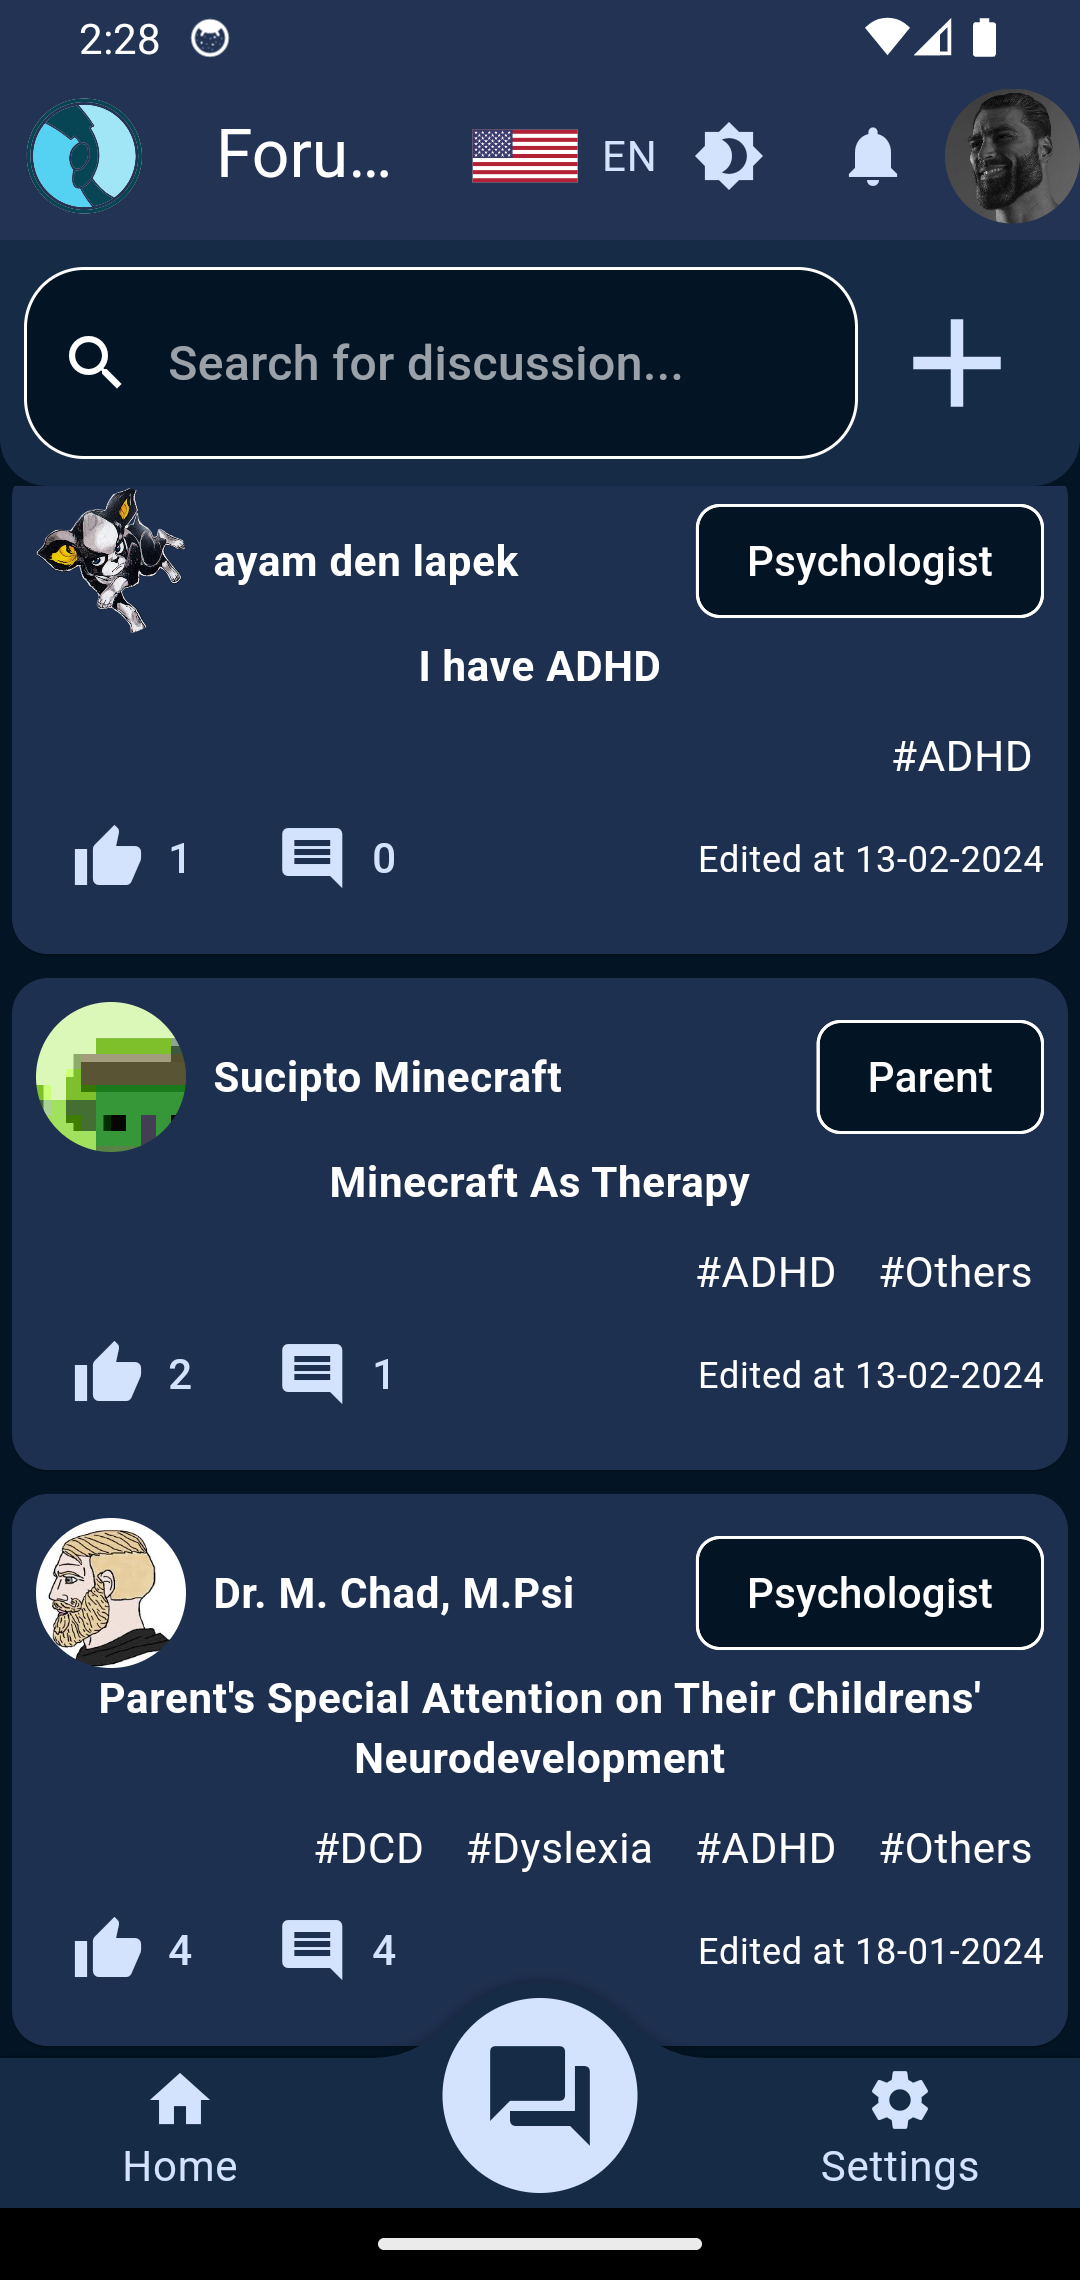 2:28
Foru...
EN
Search for discussion...
ayam den lapek
Psychologist
I have ADHD
#ADHD
1
0
Edited at 13-02-2024
Sucipto Minecraft
Parent
Minecraft As Therapy
#ADHD #Others
2
1
Edited at 13-02-2024
Dr. M. Chad, M.Psi
Psychologist
Parent's Special Attention on Their Childrens'
Neurodevelopment
#DCD #Dyslexia #ADHD #Others
4
4
Edited at 18-01-2024
Home
Settings